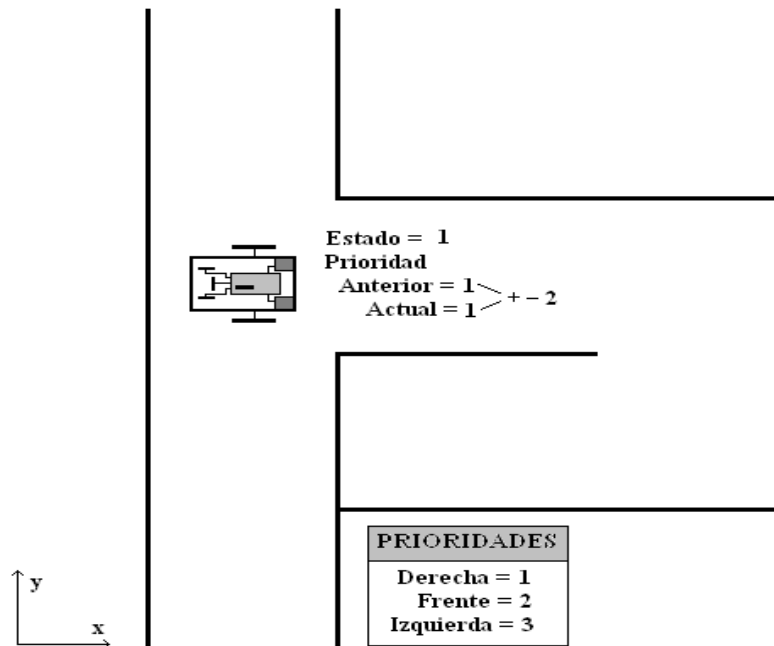 Estado = 1
Prioridad
Anterior = 1
Actual = 1
+ – 2
PRIORIDADES
Derecha = 1
Frente = 2
Izquierda = 3
y
x